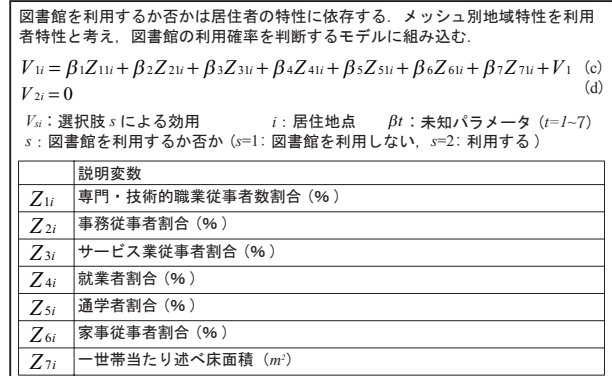 図書館を利用するか否かは居住者の特性に依存する．メッシュ別地域特性を利用
者特性と考え，図書館の利用確率を判断するモデルに組み込む．
V1i = β1Z11i + β2Z21i + β3Z31i + β4Z41i + β5Z51i + β6Z61i + β7Z71i + V1 (c)
V2i = 0 (d)
Vsi：選択肢 s による効用 i：居住地点 βt：未知パラメータ (t=1~7)
s：図書館を利用するか否か (s=1: 図書館を利用しない，s=2: 利用する )
説明変数
Z1i 専門・技術的職業従事者数割合 (% )
Z2i 事務従事者割合 (% )
Z3i サービス業従事者割合 (% )
Z4i 就業者割合 (% )
Z5i 通学者割合 (% )
Z6i 家事従事者割合 (% )
Z7i 一世帯当たり述べ床面積（m²）